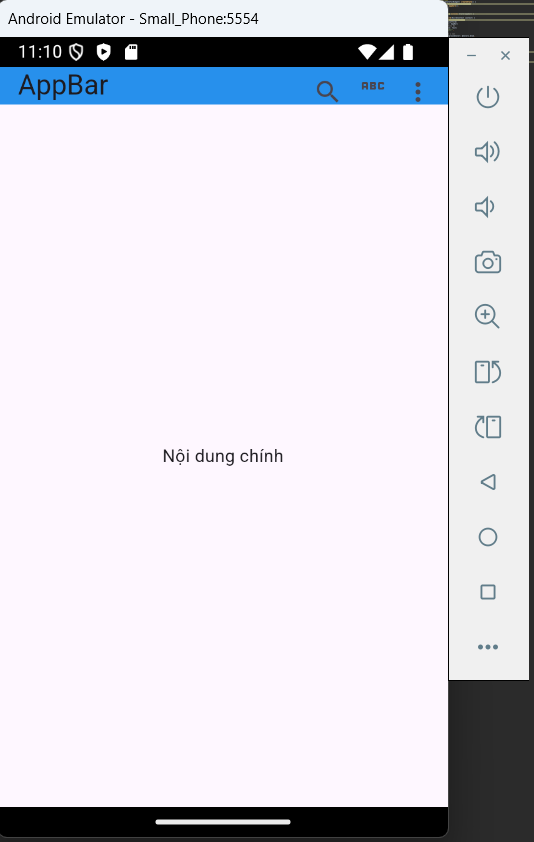 Android Emulator - Small_Phone:5554
11:10
AppBar
ABC
Nội dung chính